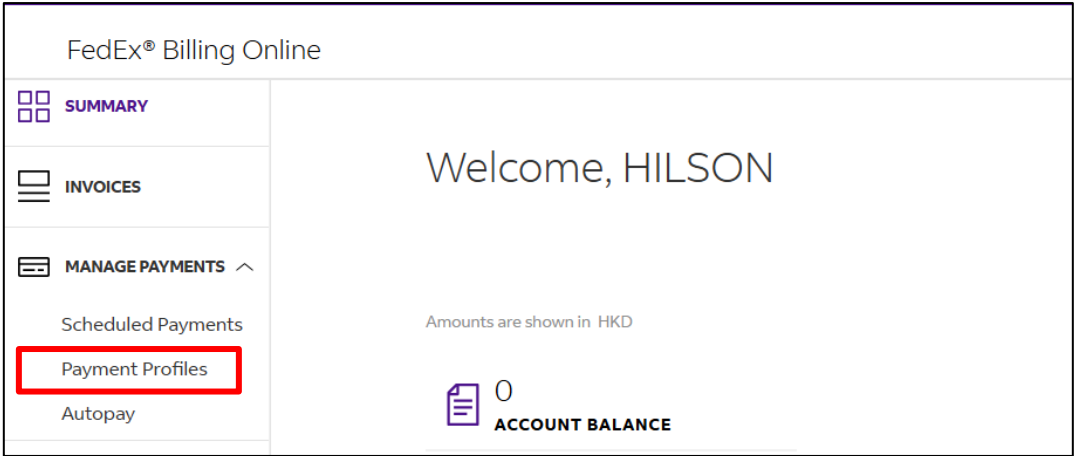 FedEx® Billing Online
SUMMARY
INVOICES
MANAGE PAYMENTS
Scheduled Payments
Payment Profiles
Autopay
Welcome, HILSON
Amounts are shown in HKD
0
ACCOUNT BALANCE